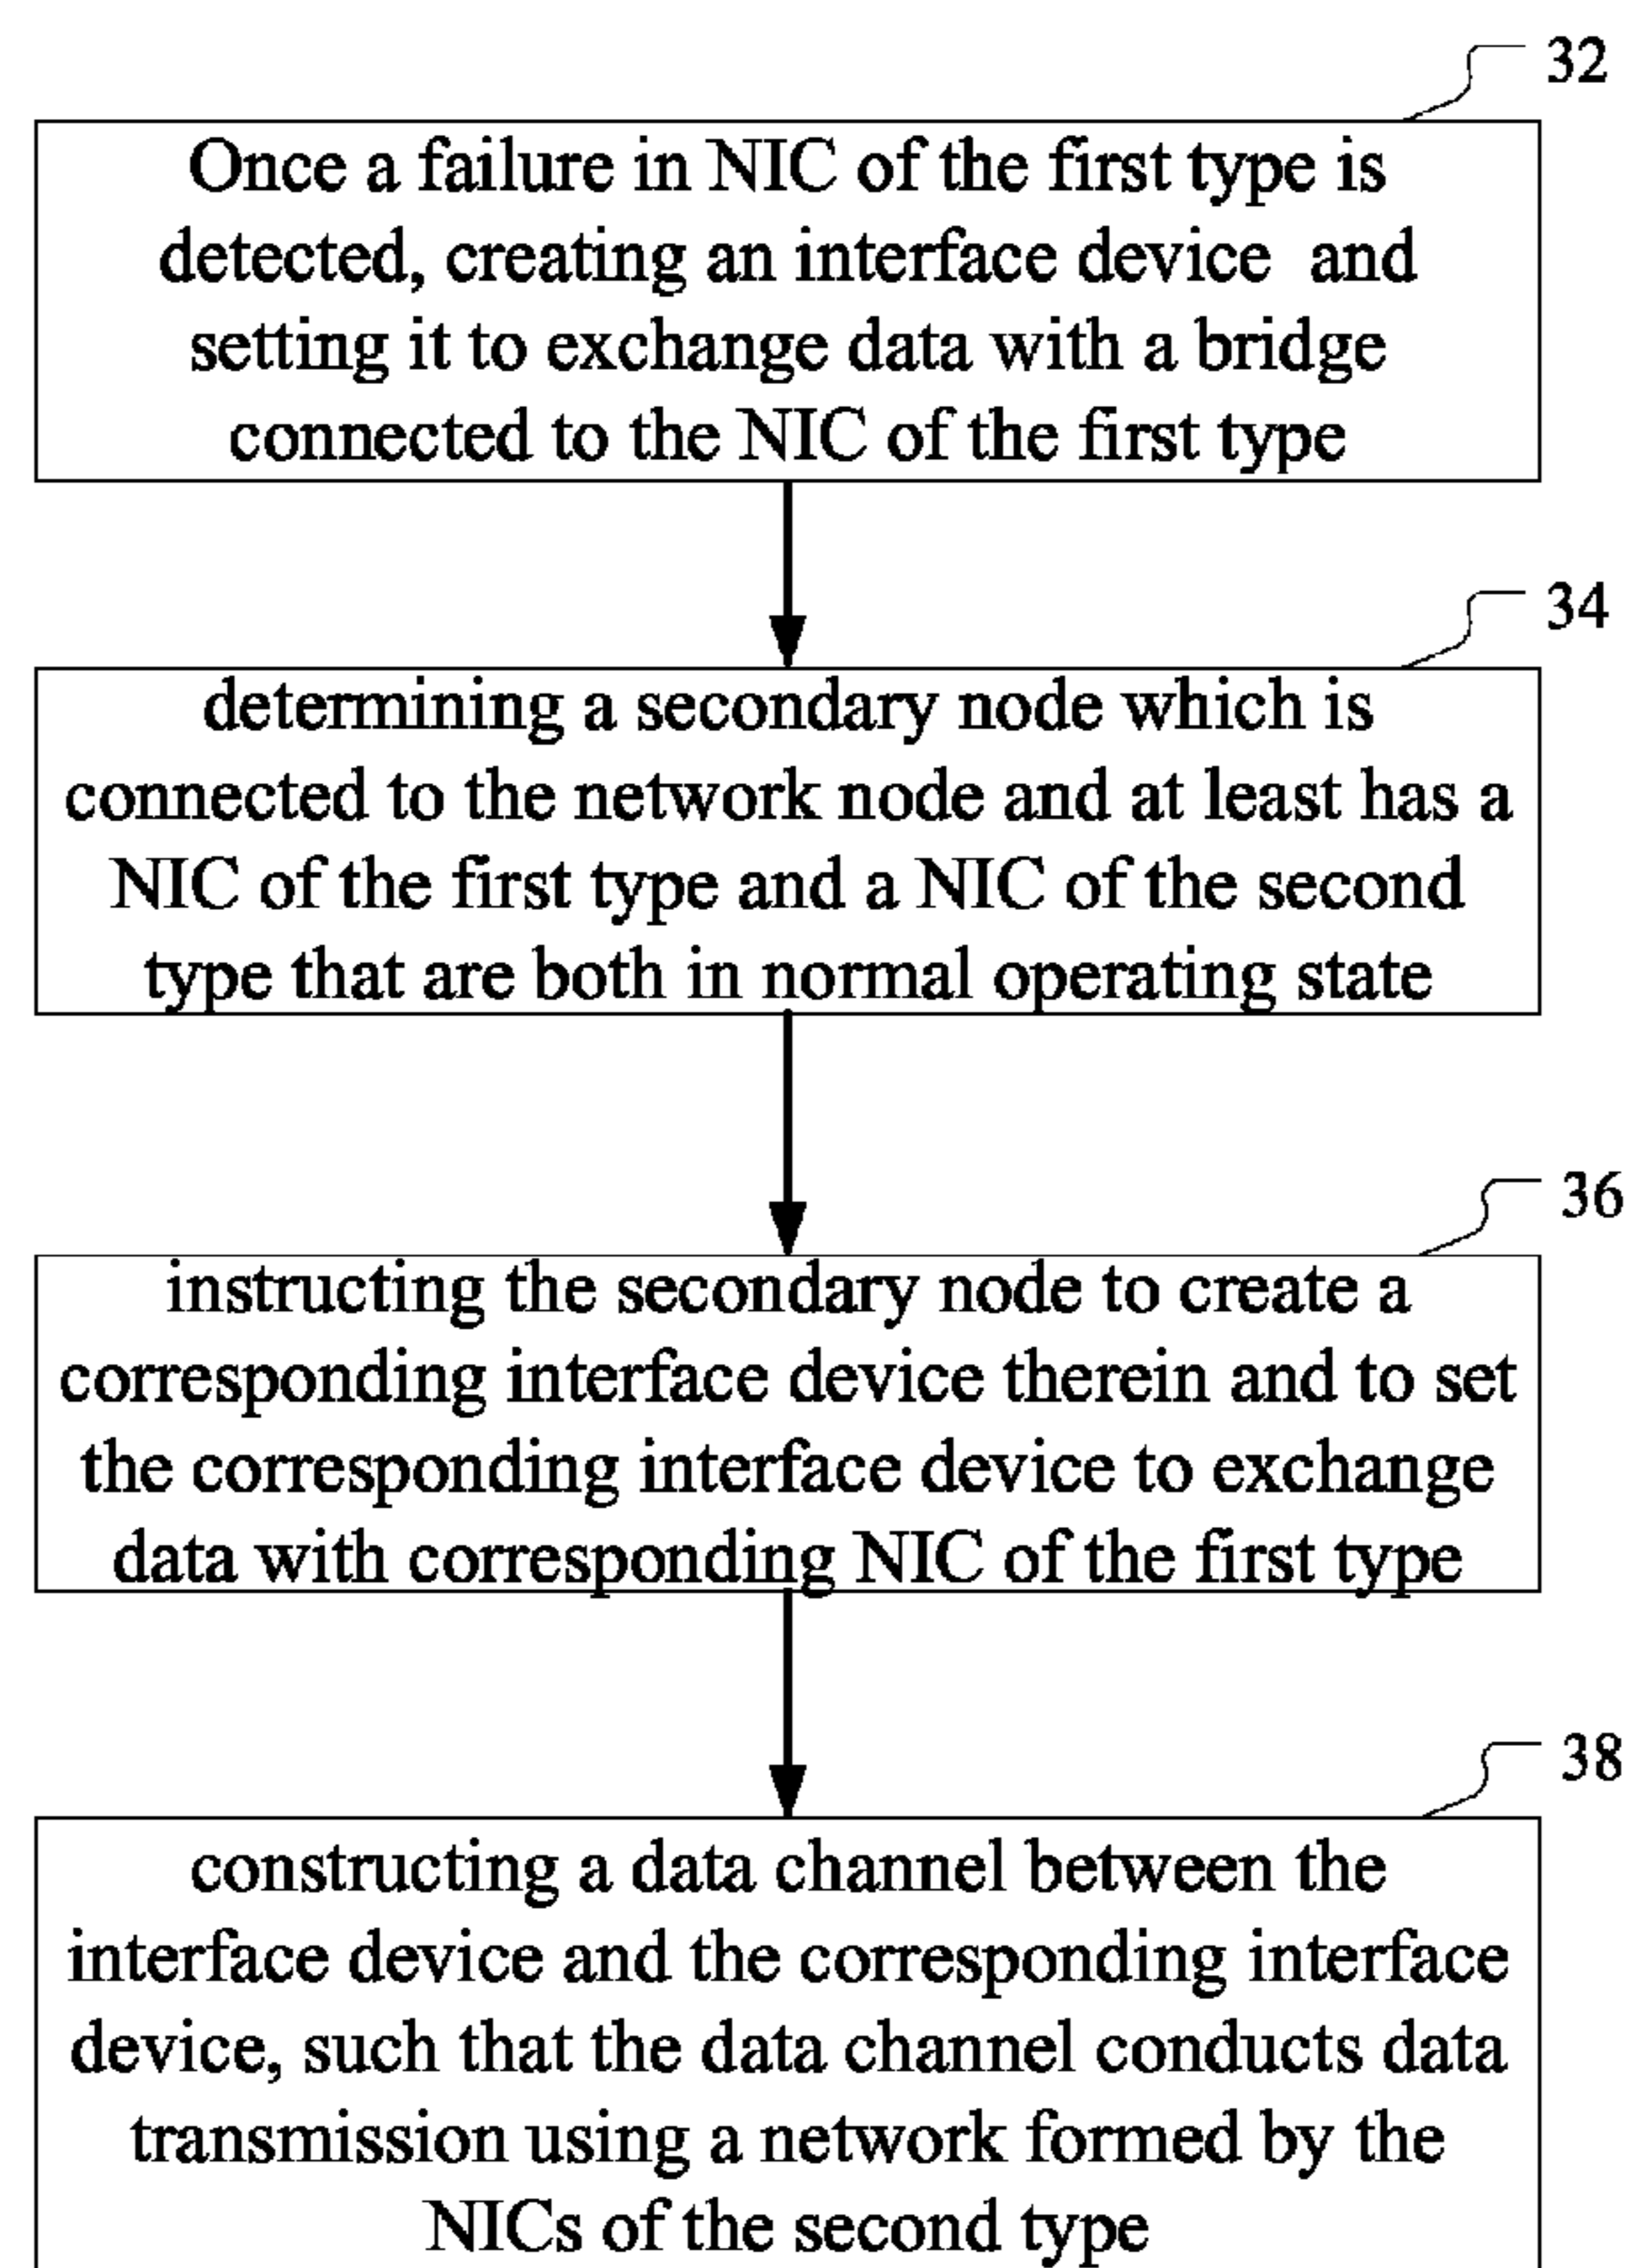 32
Once a failure in NIC of the first type is
detected, creating an interface device and
setting it to exchange data with a bridge
connected to the NIC of the first type
34
determining a secondary node which is
connected to the network node and at least has a
NIC of the first type and a NIC of the second
type that are both in normal operating state
36
instructing the secondary node to create a
corresponding interface device therein and to set
the corresponding interface device to exchange
data with corresponding NIC of the first type
38
constructing a data channel between the
interface device and the corresponding interface
device, such that the data channel conducts data
transmission using a network formed by the
NICs of the second type